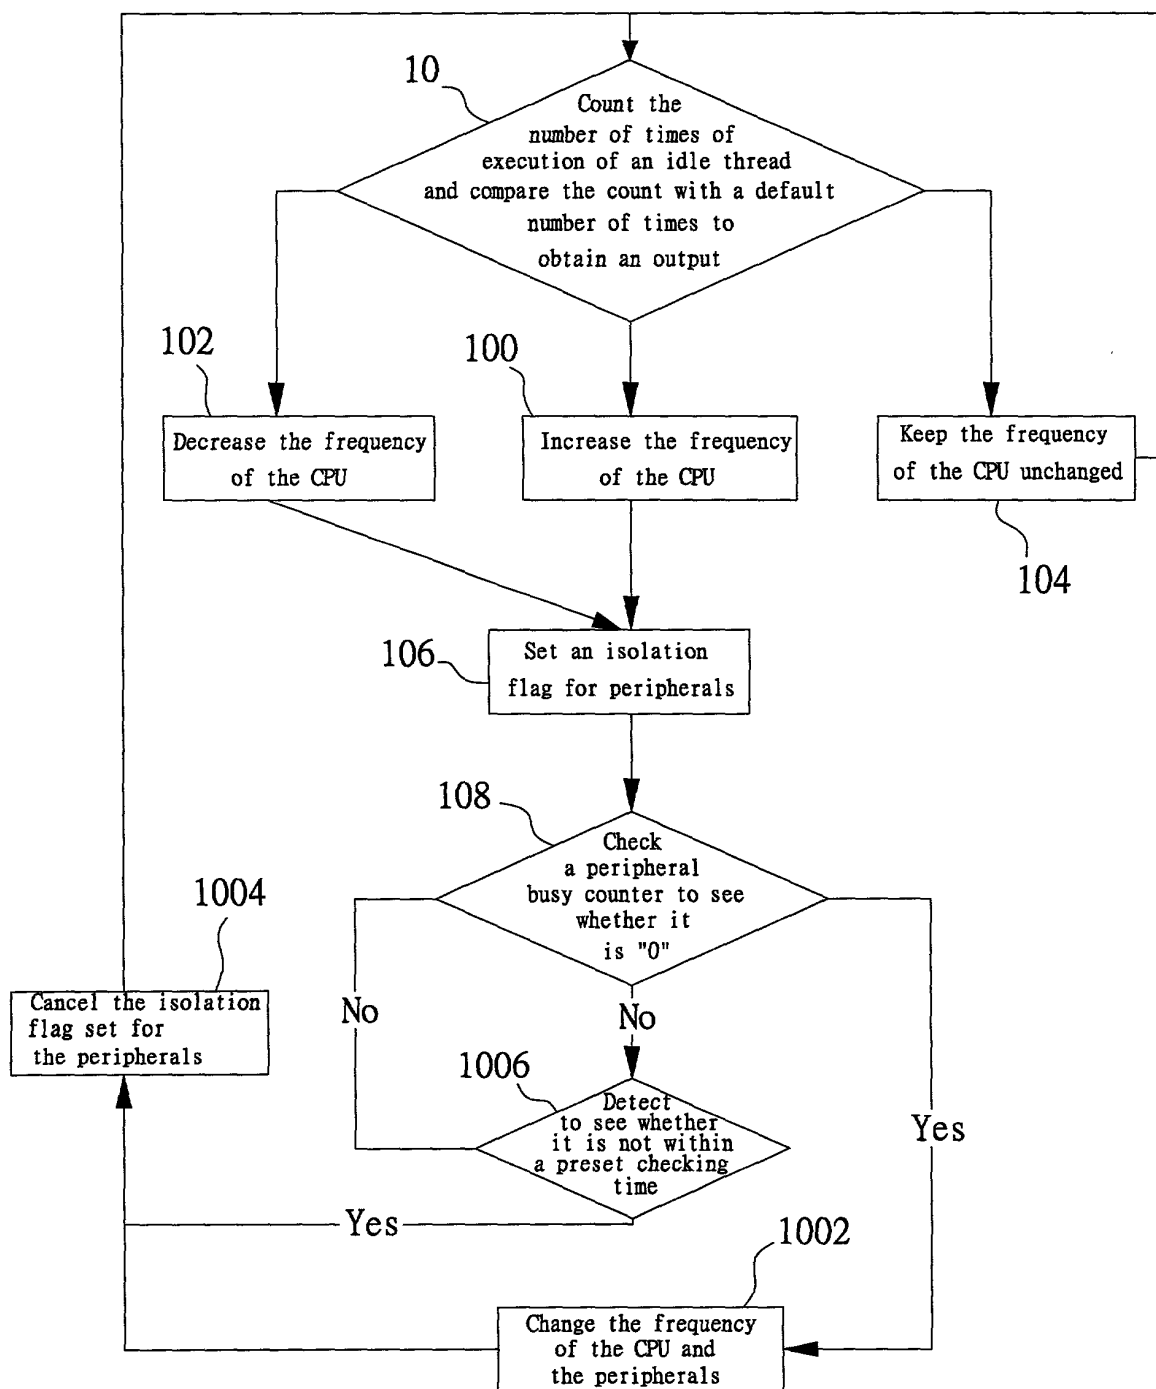 10
Count the
number of times of
execution of an idle thread
and compare the count with a default
number of times to
obtain an output
102
100
Decrease the frequency
of the CPU
Increase the frequency
of the CPU
Keep the frequency
of the CPU unchanged
104
106
Set an isolation
flag for peripherals
108
Check
a peripheral
busy counter to see
whether it
is "0"
1004
Cancel the isolation
flag set for
the peripherals
No
No
Yes
1006
Detect
to see whether
it is not within
a preset checking
time
Yes
1002
Change the frequency
of the CPU and
the peripherals